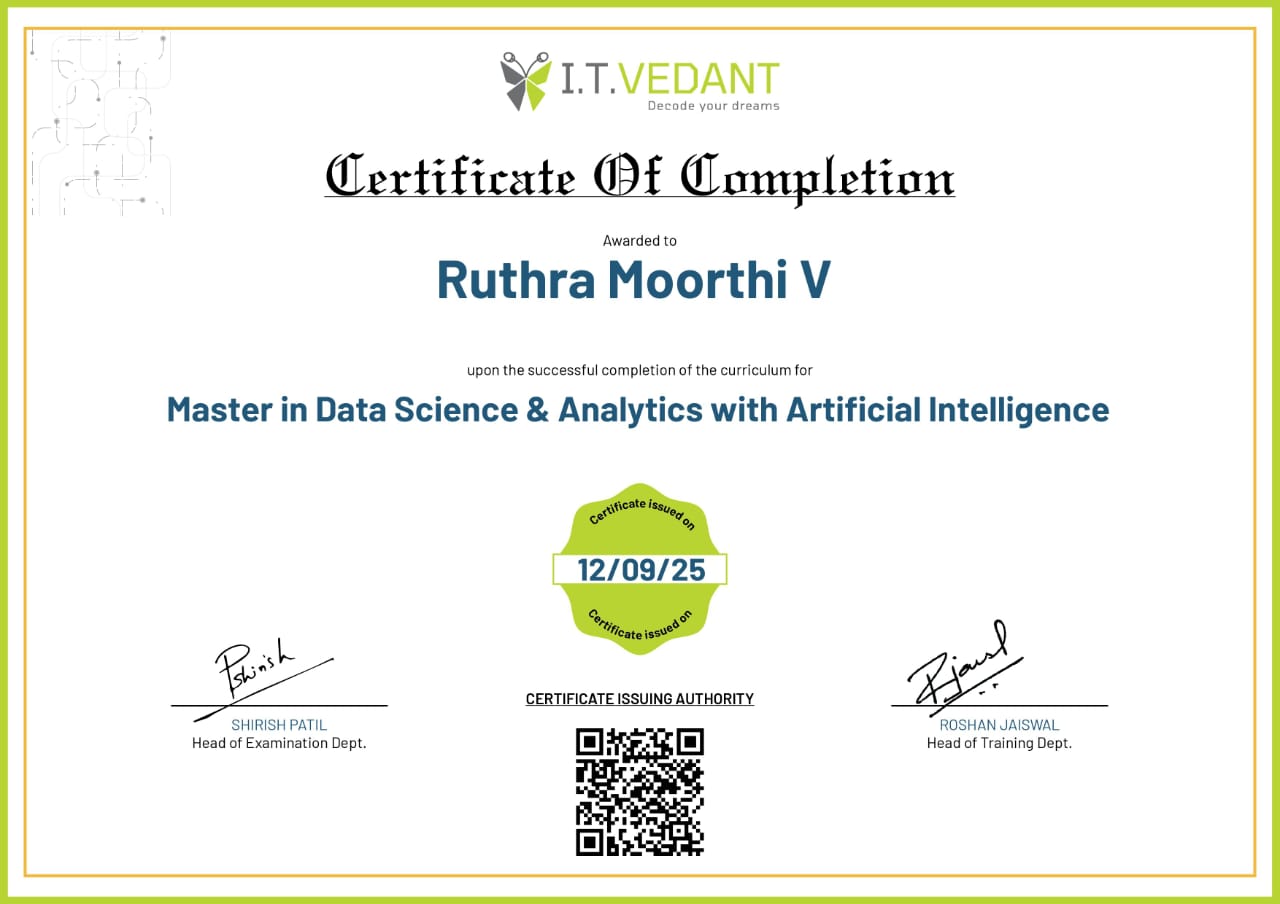 I.T.VEDANT
Decode your dreams
Certificate Of Completion
Awarded to
Ruthra Moorthi V
upon the successful completion of the curriculum for
Master in Data Science & Analytics with Artificial Intelligence
Certificate issued on
12/09/25
Certificate issued on
Pshirish
Rjaisl
CERTIFICATE ISSUING AUTHORITY
SHIRISH PATIL
Head of Examination Dept.
ROSHAN JAISWAL
Head of Training Dept.